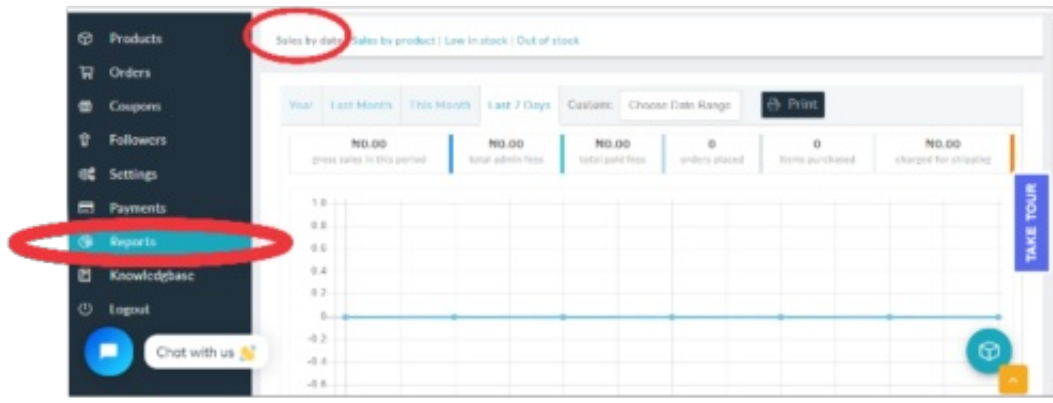 Products
Orders
Coupons
Followers
Settings
Payments
Reports
Knowledgbase
Logout
Chat with us
Sales by date Sales by product | Low in stock | Out of stock
Year Last Month This Month Last 7 Days Custom: Choose Date Range Print
₦0.00
gross sales in this period
₦0.00
total admin fees
₦0.00
total paid fees
0
orders placed
0
items purchased
₦0.00
charged for shipping
1.0
0.8
0.6
0.4
0.2
0
-0.2
-0.4
-0.6
TAKE TOUR